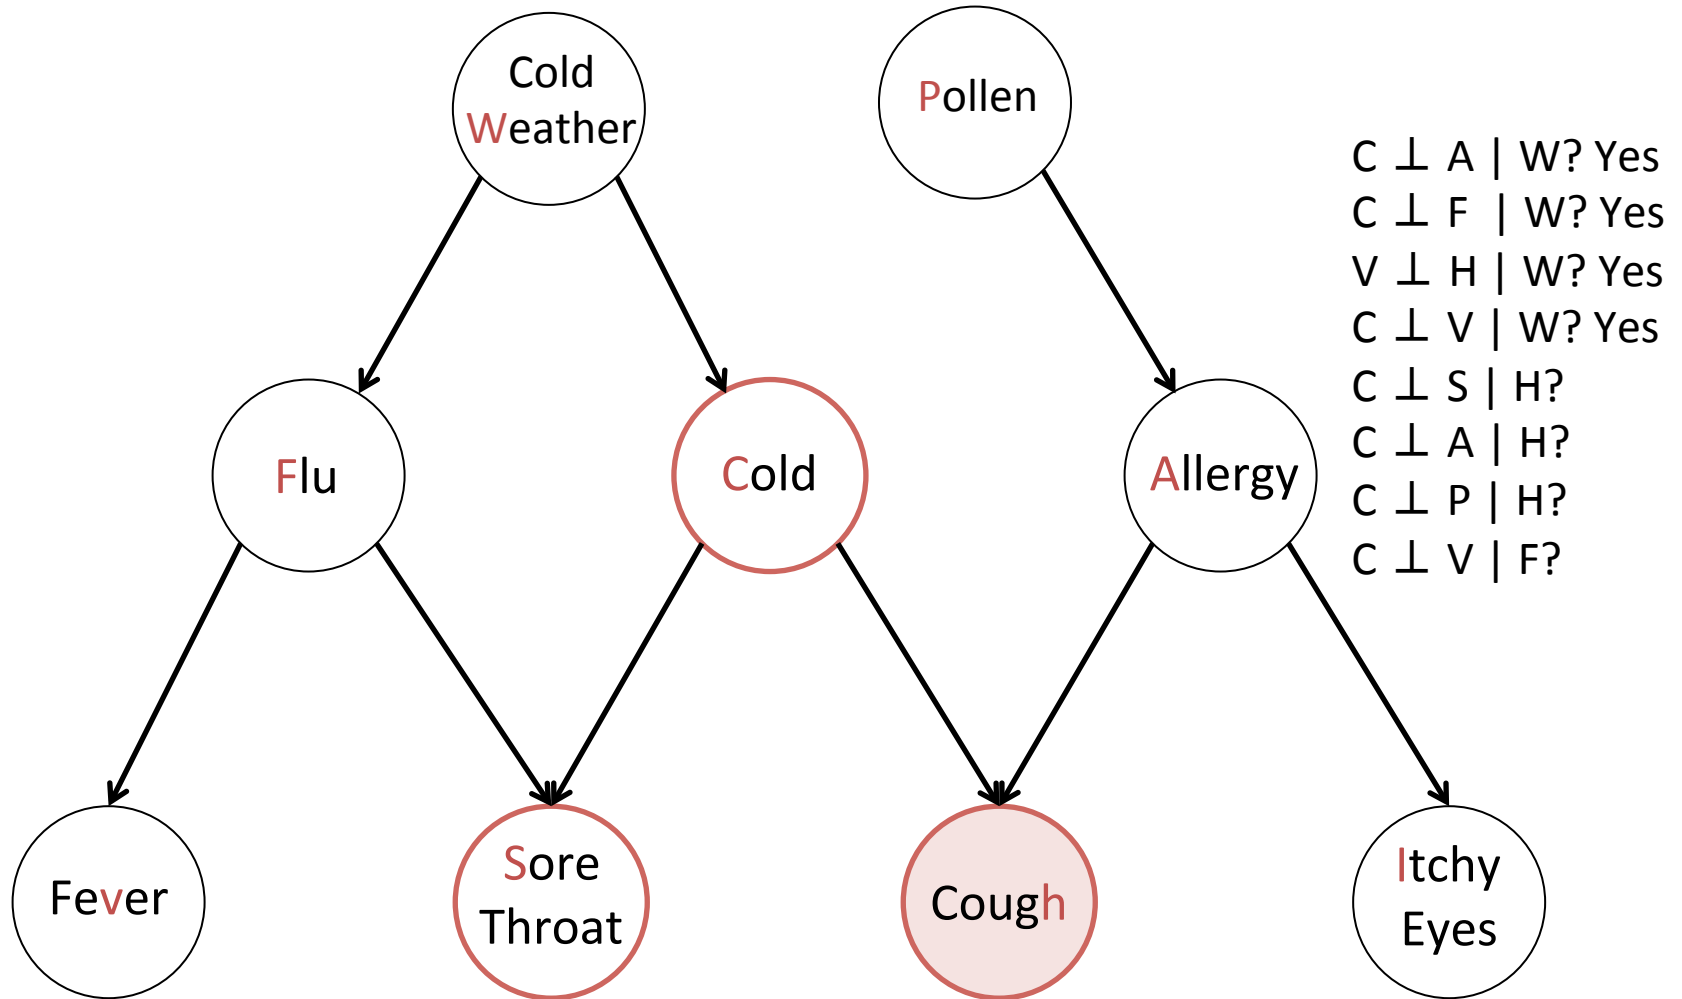 Cold
Weather
Pollen
C ⊥ A | W? Yes
C ⊥ F | W? Yes
V ⊥ H | W? Yes
C ⊥ V | W? Yes
C ⊥ S | H?
C ⊥ A | H?
C ⊥ P | H?
C ⊥ V | F?
Flu
Cold
Allergy
Fever
Sore
Throat
Cough
Itchy
Eyes